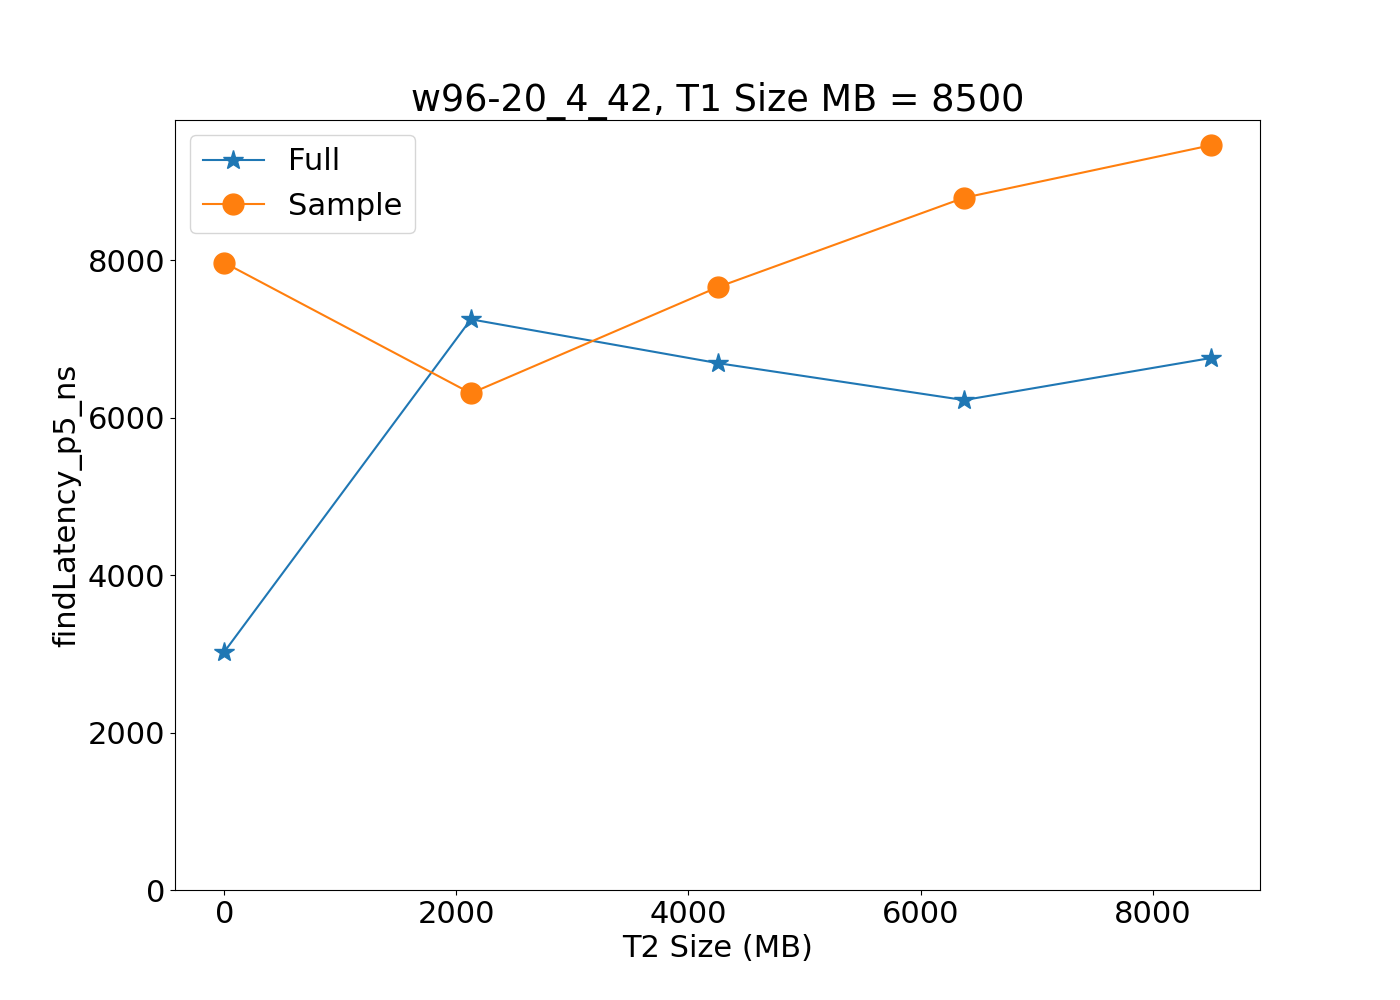 w96-20_4_42, T1 Size MB = 8500
Full
Sample
8000
6000
4000
2000
0
findLatency_p5_ns
0 2000 4000 6000 8000
T2 Size (MB)